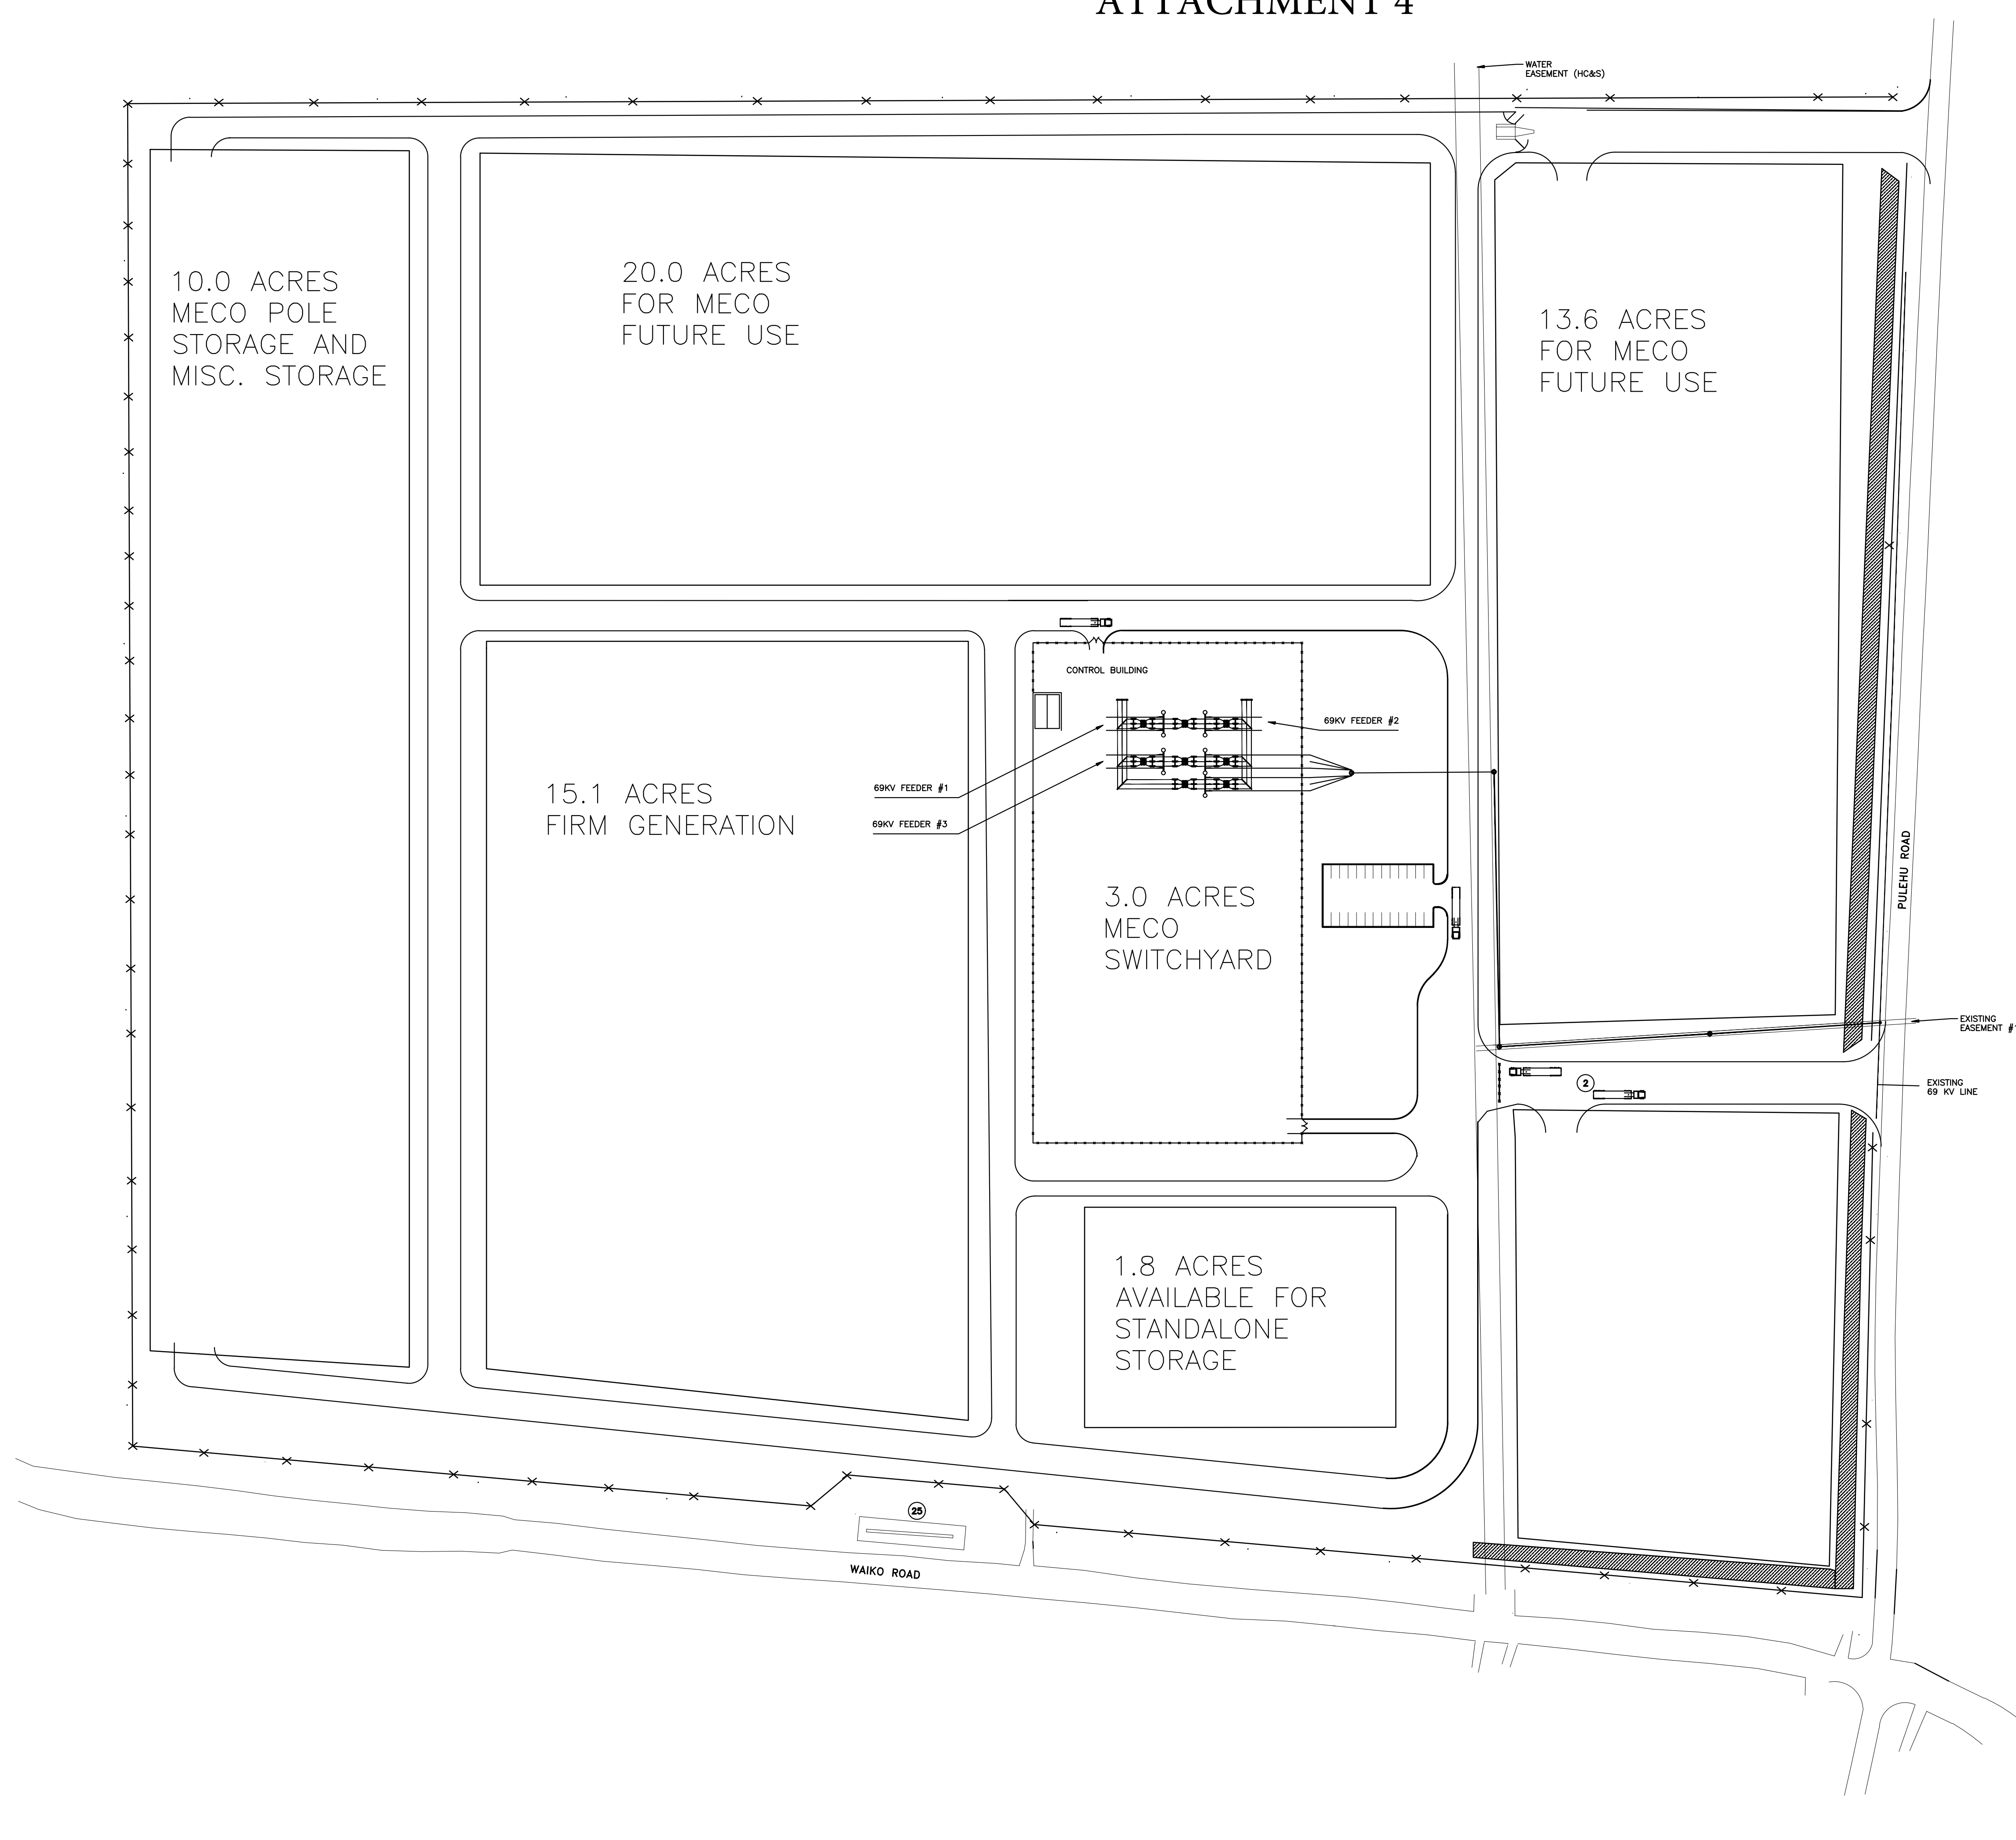 ATTACHMENT 4
WATER
EASEMENT (HC&S)
10.0 ACRES
MECO POLE
STORAGE AND
MISC. STORAGE
20.0 ACRES
FOR MECO
FUTURE USE
13.6 ACRES
FOR MECO
FUTURE USE
CONTROL BUILDING
69KV FEEDER #2
69KV FEEDER #1
69KV FEEDER #3
15.1 ACRES
FIRM GENERATION
3.0 ACRES
MECO
SWITCHYARD
PULEHU ROAD
EXISTING
EASEMENT #
EXISTING
69 KV LINE
2
1.8 ACRES
AVAILABLE FOR
STANDALONE
STORAGE
25
WAIKO ROAD